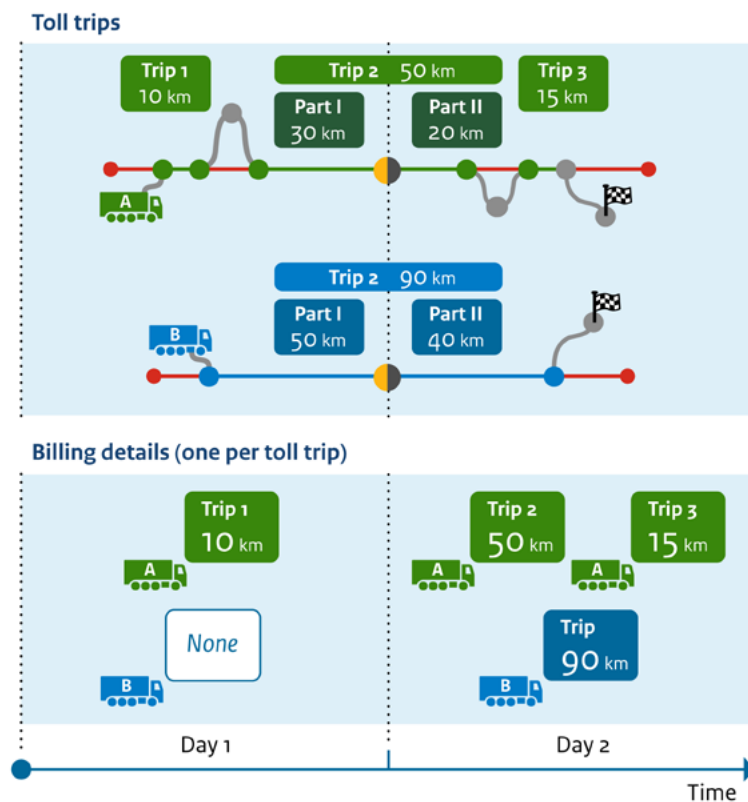 Toll trips
Trip 1
10 km
Trip 2 50 km
Trip 3
15 km
Part I
30 km
Part II
20 km
A
Trip 2 90 km
Part I
50 km
Part II
40 km
B
Billing details (one per toll trip)
Trip 1
10 km
Trip 2
50 km
Trip 3
15 km
A
A
A
None
Trip
90 km
B
B
Day 1
Day 2
Time